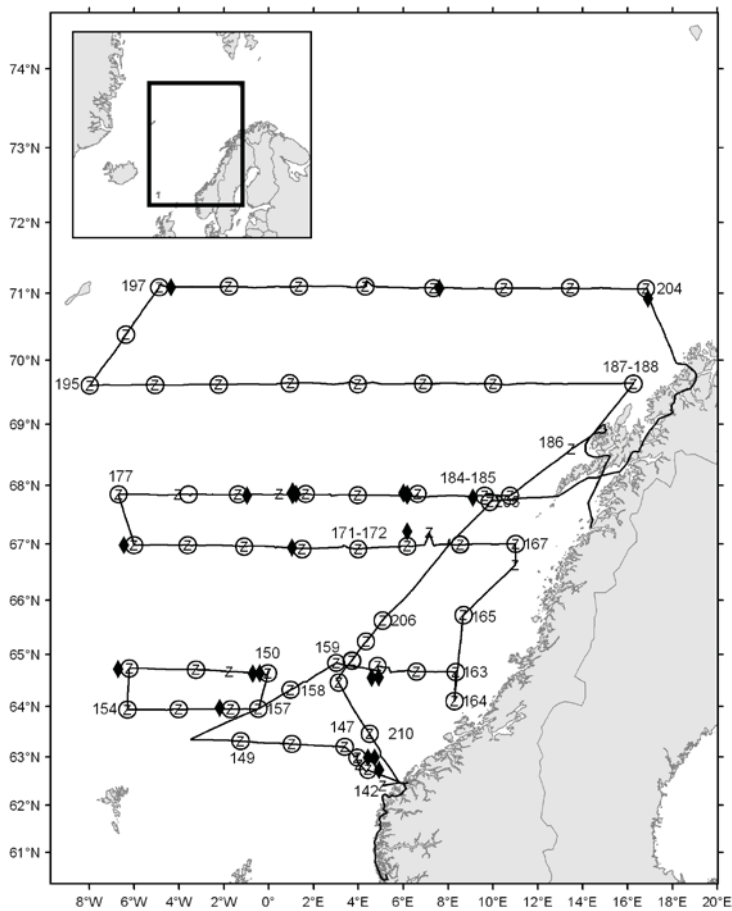 74°N
73°N
72°N
197 Z Z Z Z Z Z Z Z 204
71°N
Z
70°N
187-188
195 Z Z Z Z Z Z Z Z
69°N
186 Z
177 184-185
68°N
Z Z Z Z Z Z Z Z Z Z
Z
171-172 Z
67°N
Z Z Z Z Z Z Z Z 167
Z
66°N
Z 206 Z 165
Z
159 Z Z
65°N
150
Z Z Z Z Z Z Z 163
Z 158 Z
154 Z Z Z Z 157 Z 164
64°N
147 Z 210
Z Z Z
63°N
149 Z
Z
142 Z
62°N
61°N
8°W 6°W 4°W 2°W 0° 2°E 4°E 6°E 8°E 10°E 12°E 14°E 16°E 18°E 20°E